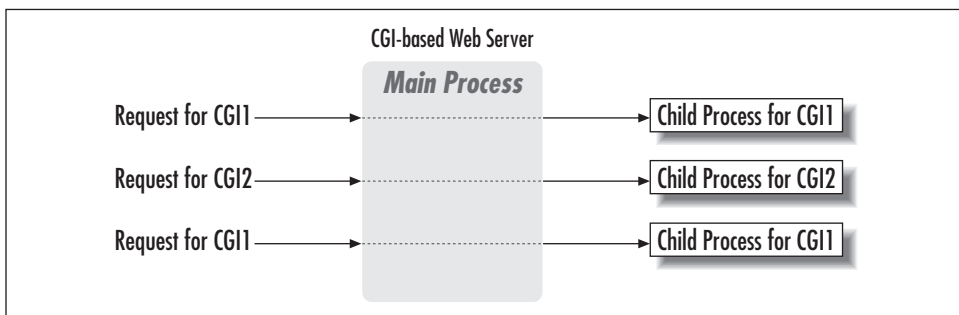 CGI-based Web Server
Main Process
Request for CGI1
Child Process for CGI1
Request for CGI2
Child Process for CGI2
Request for CGI1
Child Process for CGI1